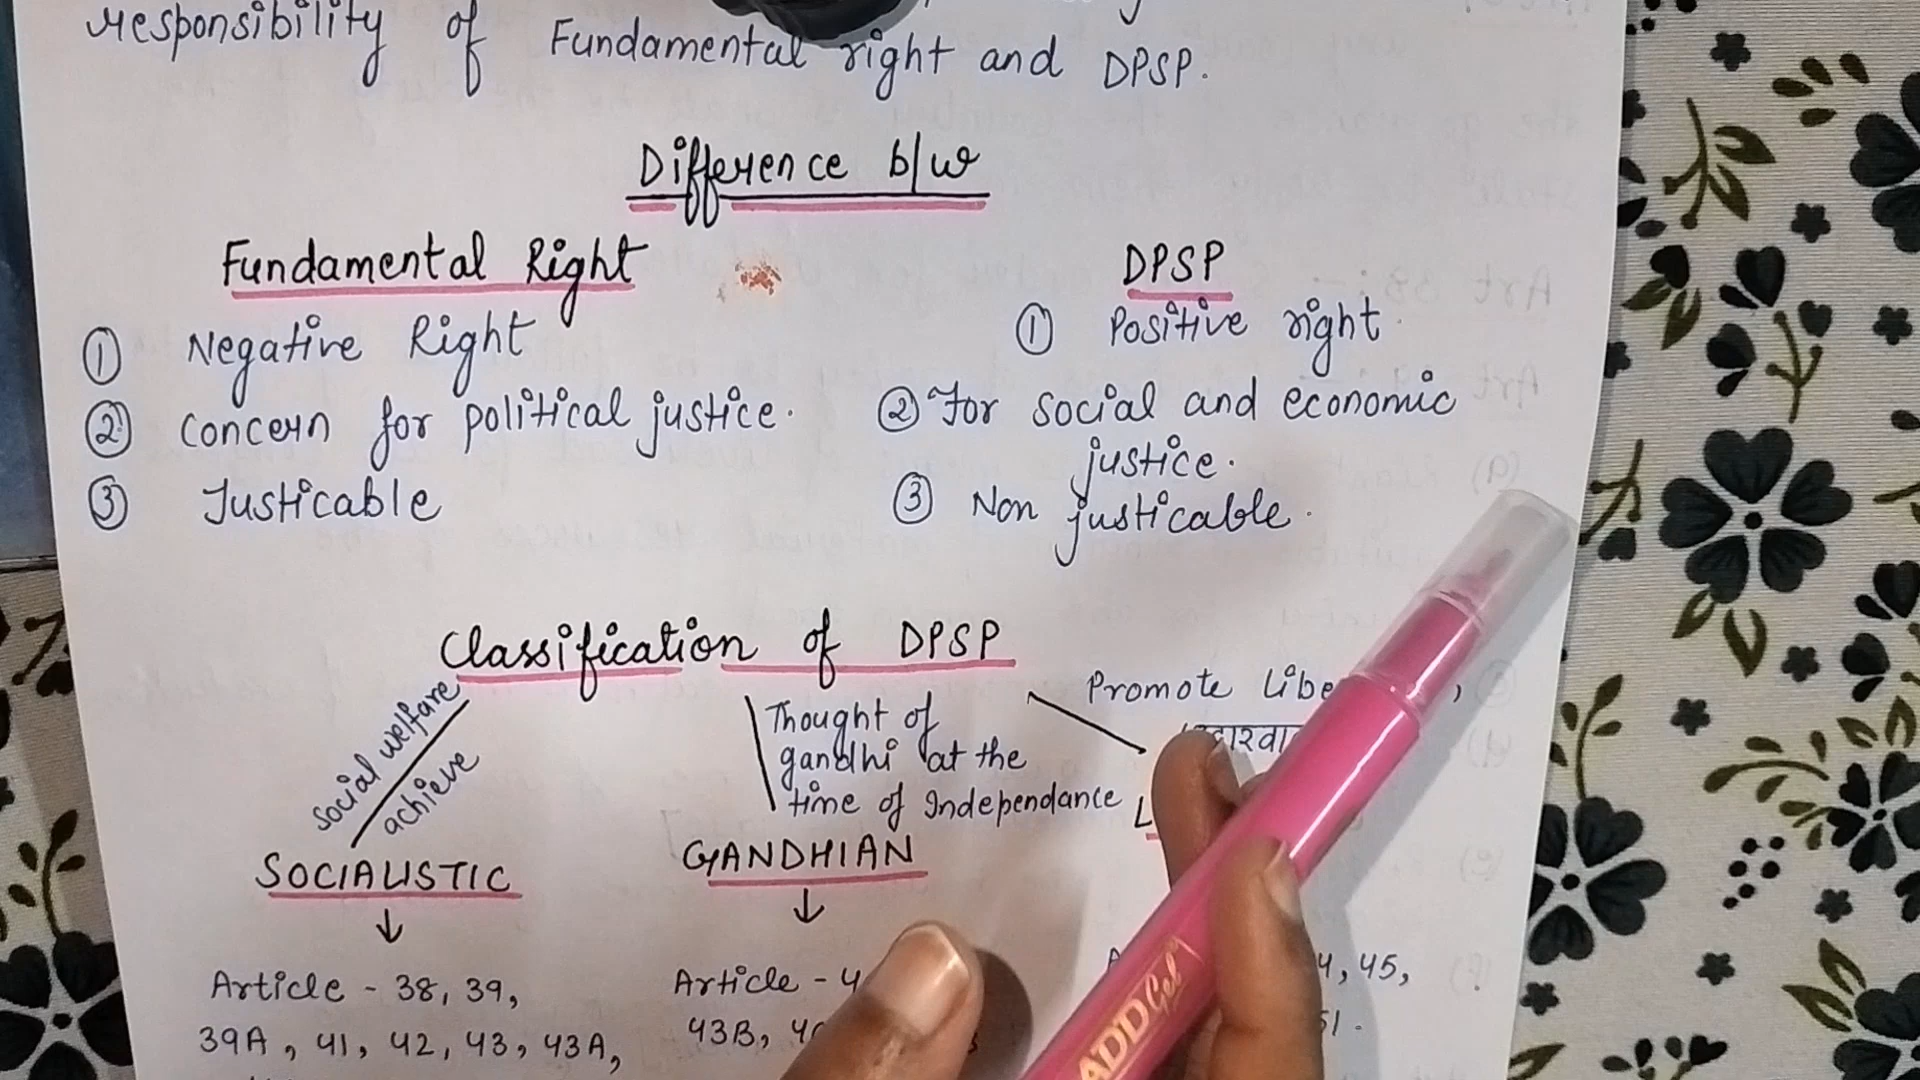 responsibility of Fundamental right and DPSP.
Difference b/w
Fundamental Right
DPSP
① Negative Right
① Positive right
② Concern for political justice.
② For social and economic
justice.
③ Justicable
③ Non justicable.
Classification of DPSP
social welfare
achieve
Thought of
gandhi at the
time of Independance
Promote
SOCIALISTIC
GANDHIAN
Article - 38, 39,
39A, 41, 42, 43, 43A,
Article -
43B,
45,
51.
ADD Gel